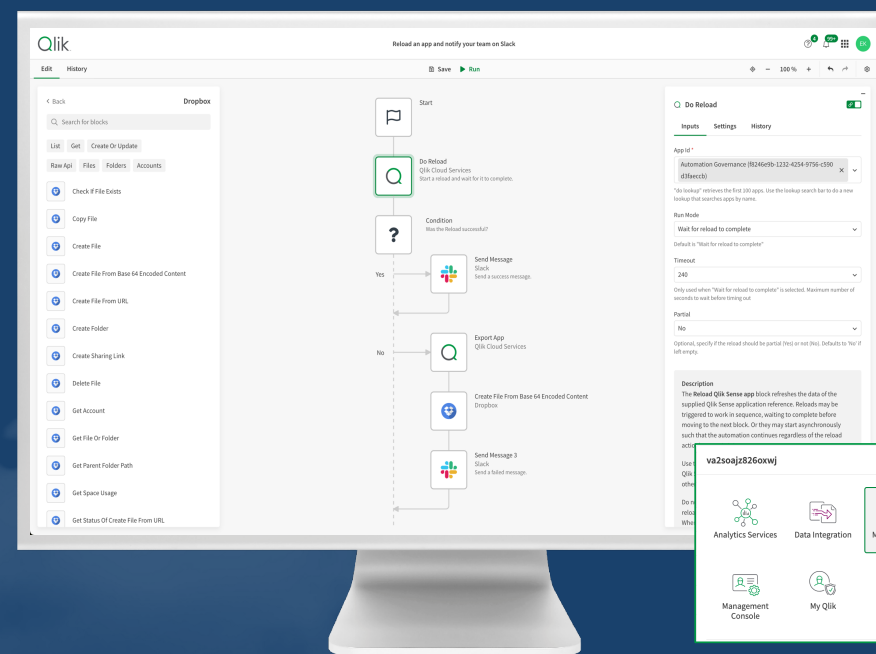 Qlik
Reload an app and notify your team on Slack
4
99+
EK
Edit
History
Save
Run
100 %
Back
Dropbox
Search for blocks
List
Get
Create Or Update
Raw Api
Files
Folders
Accounts
Check If File Exists
Copy File
Create File
Create File From Base 64 Encoded Content
Create File From URL
Create Folder
Create Sharing Link
Delete File
Get Account
Get File Or Folder
Get Parent Folder Path
Get Space Usage
Get Status Of Create File From URL
Start
Do Reload
Qlik Cloud Services
Start a reload and wait for it to complete.
?
Condition
Was the Reload successful?
Yes
Send Message
Slack
Send a success message.
No
Export App
Qlik Cloud Services
Create File From Base 64 Encoded Content
Dropbox
Send Message 3
Slack
Send a failed message.
Do Reload
Inputs
Settings
History
App Id *
Automation Governance (f8246e9b-1232-4254-9756-c590
d3faeccb)
"do lookup" retrieves the first 100 apps. Use the lookup search bar to do a new
lookup that searches apps by name.
Run Mode
Wait for reload to complete
Default is "Wait for reload to complete"
Timeout
240
Only used when "Wait for reload to complete" is selected. Maximum number of
seconds to wait before timing out
Partial
No
Optional, specify if the reload should be partial (Yes) or not (No). Defaults to 'No' if
left empty.
Description
The Reload Qlik Sense app block refreshes the data of the
supplied Qlik Sense application reference. Reloads may be
triggered to work in sequence, waiting to complete before
moving to the next block. Or they may start asynchronously
such that the automation continues regardless of the reload
va2soajz826oxwj
Analytics Services
Data Integration
Management
Console
My Qlik